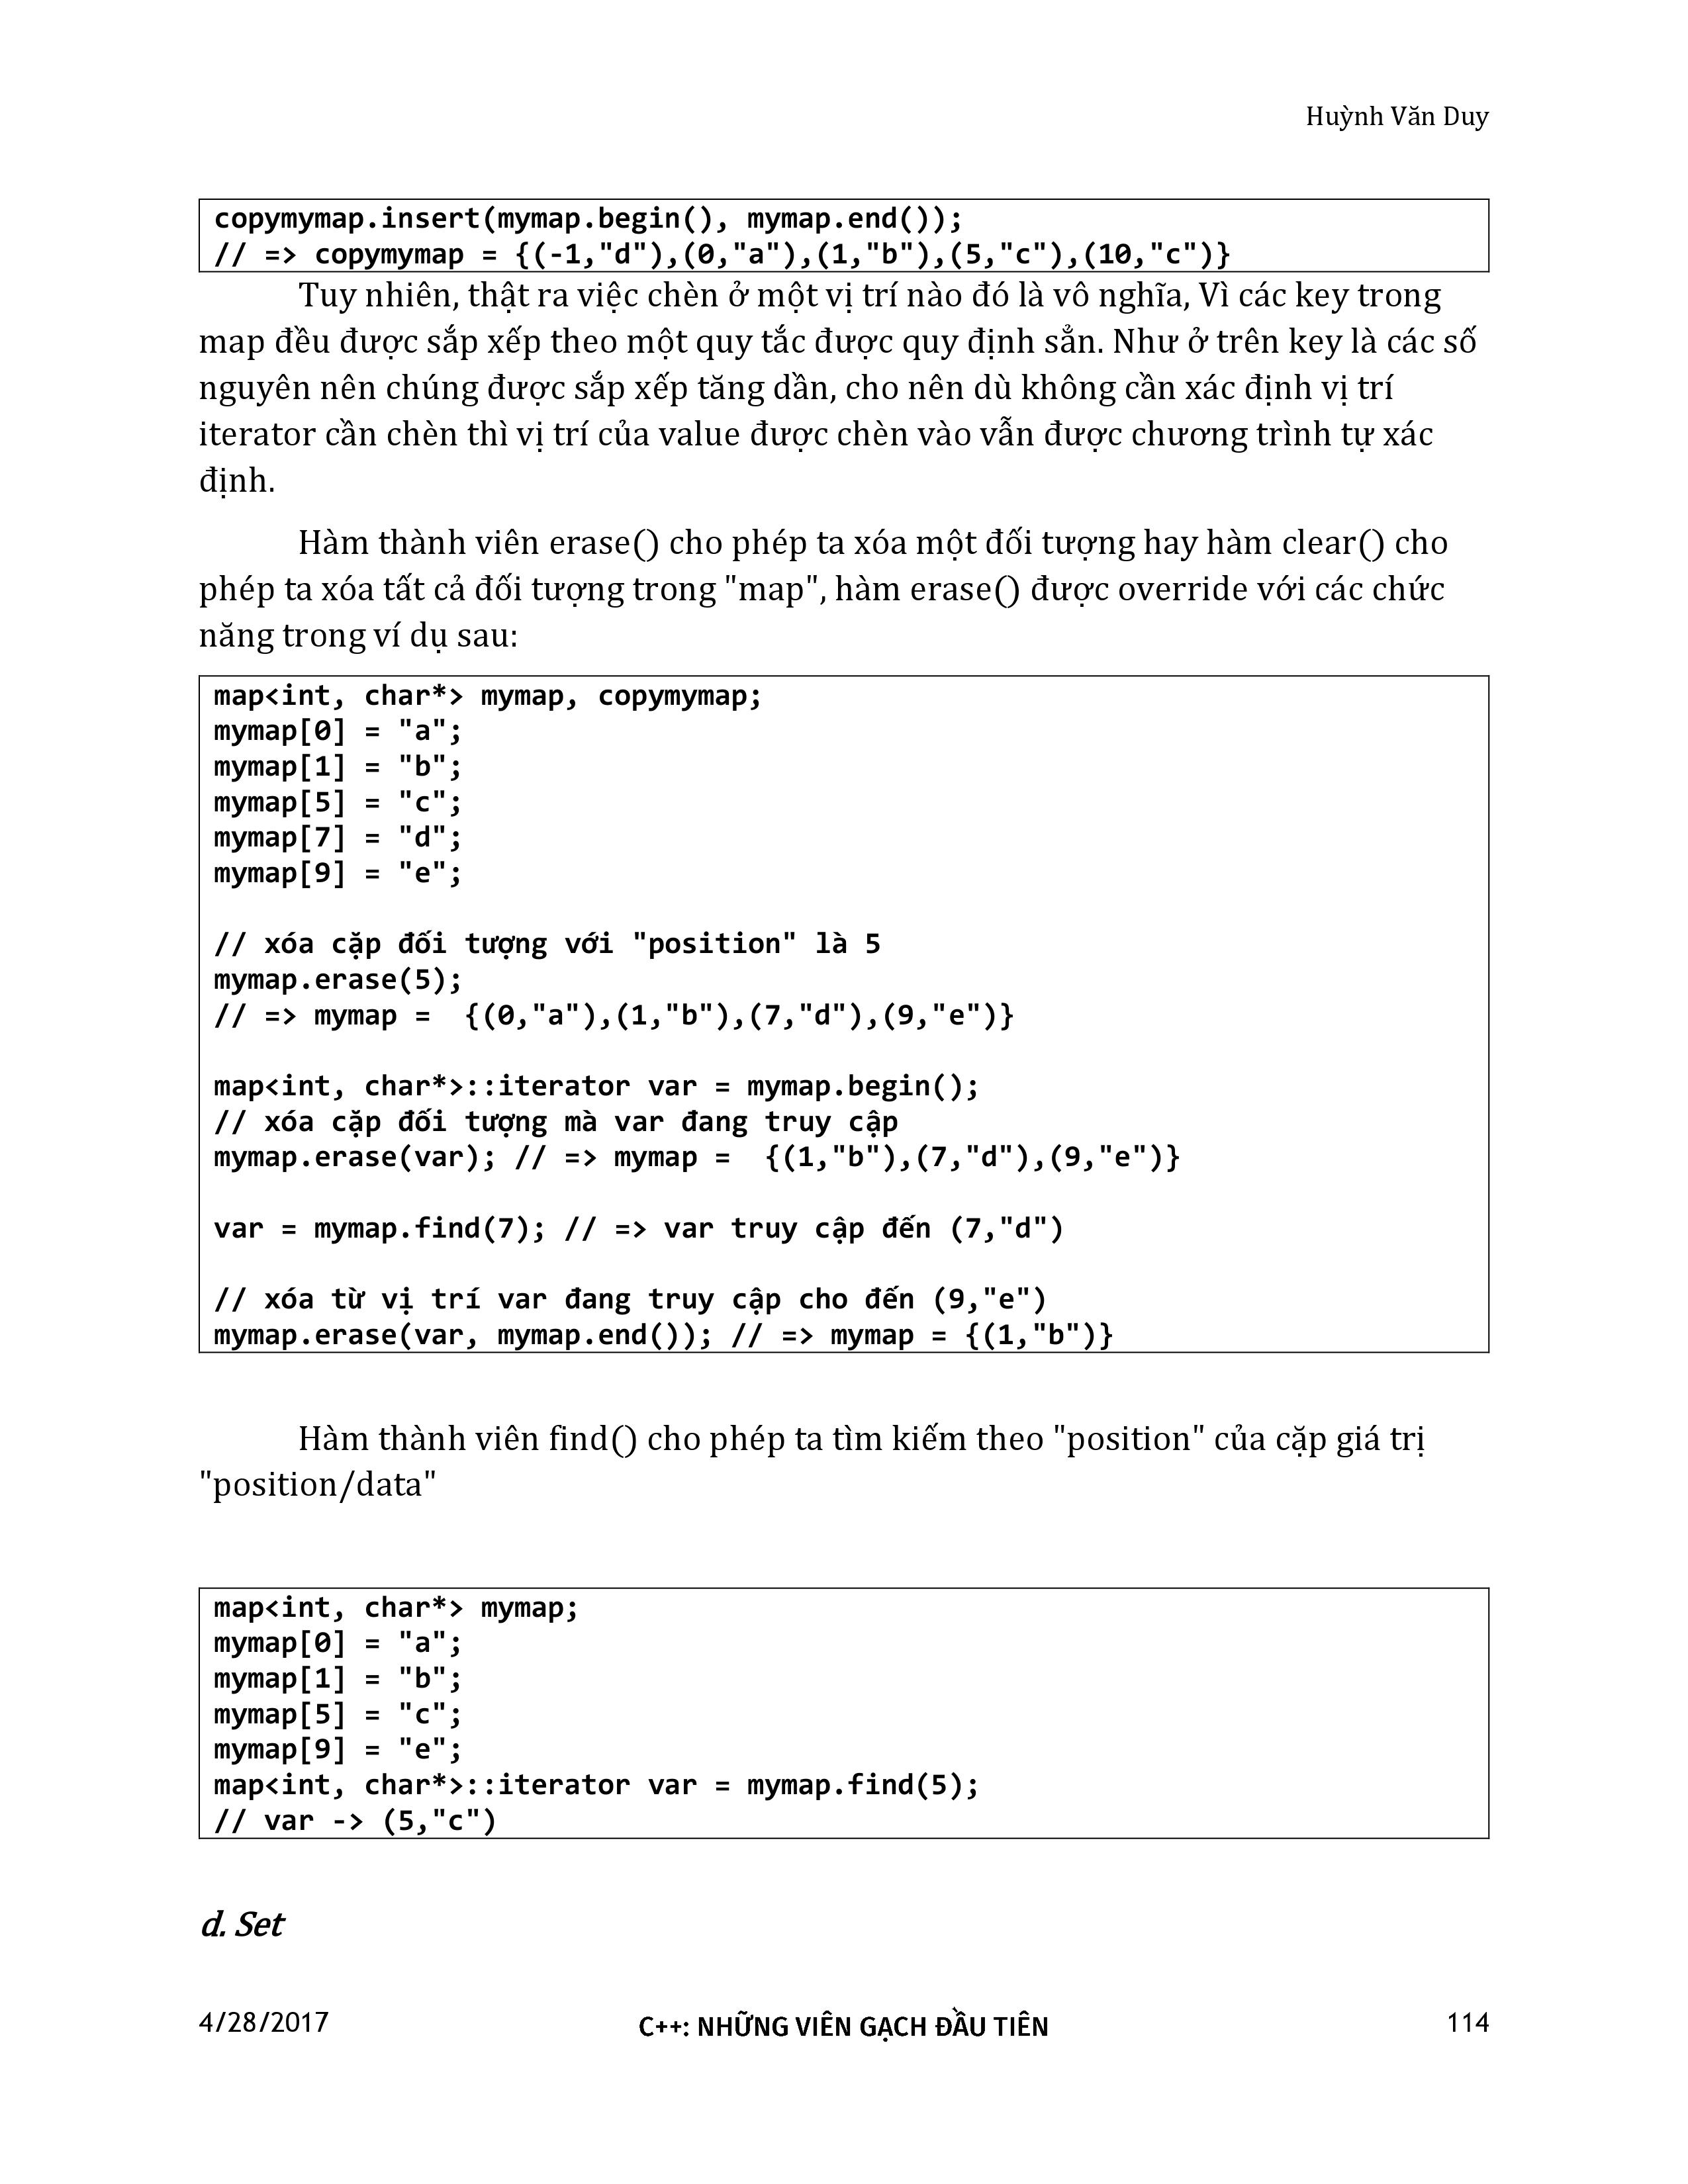 Huỳnh Văn Duy
copymymap.insert(mymap.begin(), mymap.end());
// => copymymap = {(-1,"d"),(0,"a"),(1,"b"),(5,"c"),(10,"c")}
Tuy nhiên, thật ra việc chèn ở một vị trí nào đó là vô nghĩa, Vì các key trong
map đều được sắp xếp theo một quy tắc được quy định sẳn. Như ở trên key là các số
nguyên nên chúng được sắp xếp tăng dần, cho nên dù không cần xác định vị trí
iterator cần chèn thì vị trí của value được chèn vào vẫn được chương trình tự xác
định.
Hàm thành viên erase() cho phép ta xóa một đối tượng hay hàm clear() cho
phép ta xóa tất cả đối tượng trong "map", hàm erase() được override với các chức
năng trong ví dụ sau:
map<int, char*> mymap, copymymap;
mymap[0] = "a";
mymap[1] = "b";
mymap[5] = "c";
mymap[7] = "d";
mymap[9] = "e";
// xóa cặp đối tượng với "position" là 5
mymap.erase(5);
// => mymap =  {(0,"a"),(1,"b"),(7,"d"),(9,"e")}
map<int, char*>::iterator var = mymap.begin();
// xóa cặp đối tượng mà var đang truy cập
mymap.erase(var); // => mymap =  {(1,"b"),(7,"d"),(9,"e")}
var = mymap.find(7); // => var truy cập đến (7,"d")
// xóa từ vị trí var đang truy cập cho đến (9,"e")
mymap.erase(var, mymap.end()); // => mymap = {(1,"b")}
Hàm thành viên find() cho phép ta tìm kiếm theo "position" của cặp giá trị
"position/data"
map<int, char*> mymap;
mymap[0] = "a";
mymap[1] = "b";
mymap[5] = "c";
mymap[9] = "e";
map<int, char*>::iterator var = mymap.find(5);
// var -> (5,"c")
d. Set
4/28/2017 C++: NHỮNG VIÊN GẠCH ĐẦU TIÊN 114